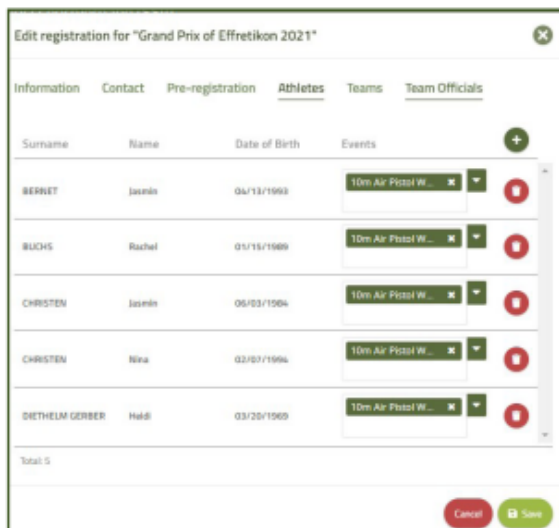 Edit registration for "Grand Prix of Effretikon 2021"
Information Contact Pre-registration Athletes Teams Team Officials
Surname Name Date of Birth Events
BERNET Jasmin 04/13/1993 10m Air Pistol W...
BUCHS Rachel 01/15/1989 10m Air Pistol W...
CHRISTEN Jasmin 06/03/1984 10m Air Pistol W...
CHRISTEN Nina 02/07/1994 10m Air Pistol W...
DIETHELM GERBER Heidi 03/20/1969 10m Air Pistol W...
Total: 5
Cancel Save